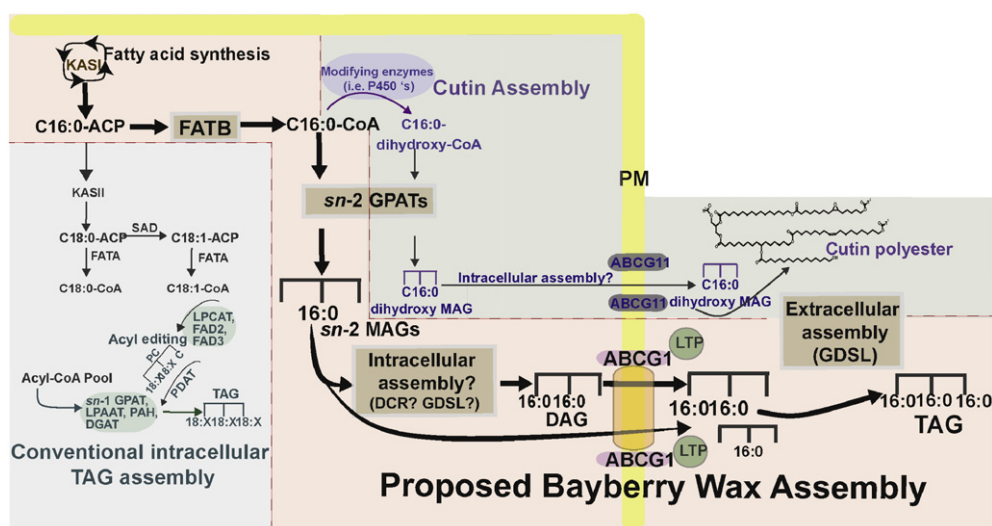 Fatty acid synthesis
KASI
Modifying enzymes
(i.e. P450 's)
Cutin Assembly
C16:0-ACP
FATB
C16:0-CoA
C16:0-
dihydroxy-CoA
PM
KASII
sn-2 GPATs
C18:0-ACP
SAD
C18:1-ACP
FATA
FATA
C18:0-CoA
C18:1-CoA
Cutin polyester
ABCG11
Intracellular assembly?
C16:0
dihydroxy MAG
C16:0
dihydroxy MAG
ABCG11
16:0
sn-2 MAGs
LPCAT,
FAD2,
FAD3
Acyl editing
PC
18:X
18:X
C
PDAT
Acyl-CoA Pool
sn-1 GPAT,
LPAAT, PAH,
DGAT
TAG
18:X18:X18:X
Conventional intracellular
TAG assembly
Extracellular
assembly
(GDSL)
Intracellular
assembly?
(DCR? GDSL?)
ABCG1
LTP
16:016:0
DAG
16:016:0
16:016:0 16:0
TAG
ABCG1
LTP
16:0
Proposed Bayberry Wax Assembly